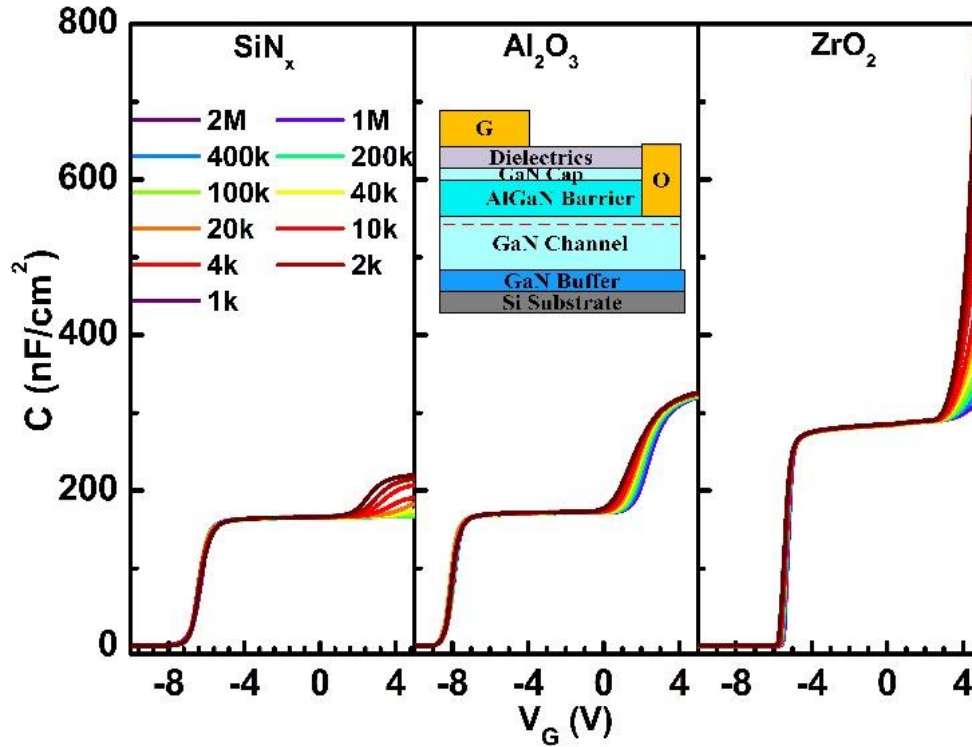 800
600
400
200
0
C (nF/cm²)
SiNₓ
Al₂O₃
ZrO₂
2M 1M
400k 200k
100k 40k
20k 10k
4k 2k
1k
G
O
Dielectrics
GaN Cap
AlGaN Barrier
GaN Channel
GaN Buffer
Si Substrate
-8 -4 0 4 -8 -4 0 4 -8 -4 0 4
V_G (V)